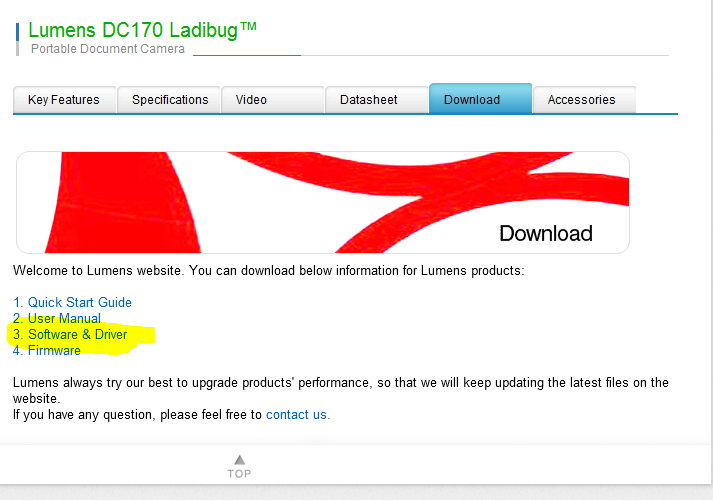 Lumens DC170 Ladibug™
Portable Document Camera
Key Features Specifications Video Datasheet Download Accessories
Download
Welcome to Lumens website. You can download below information for Lumens products:
1. Quick Start Guide
2. User Manual
3. Software & Driver
4. Firmware
Lumens always try our best to upgrade products' performance, so that we will keep updating the latest files on the
website.
If you have any question, please feel free to contact us.
TOP